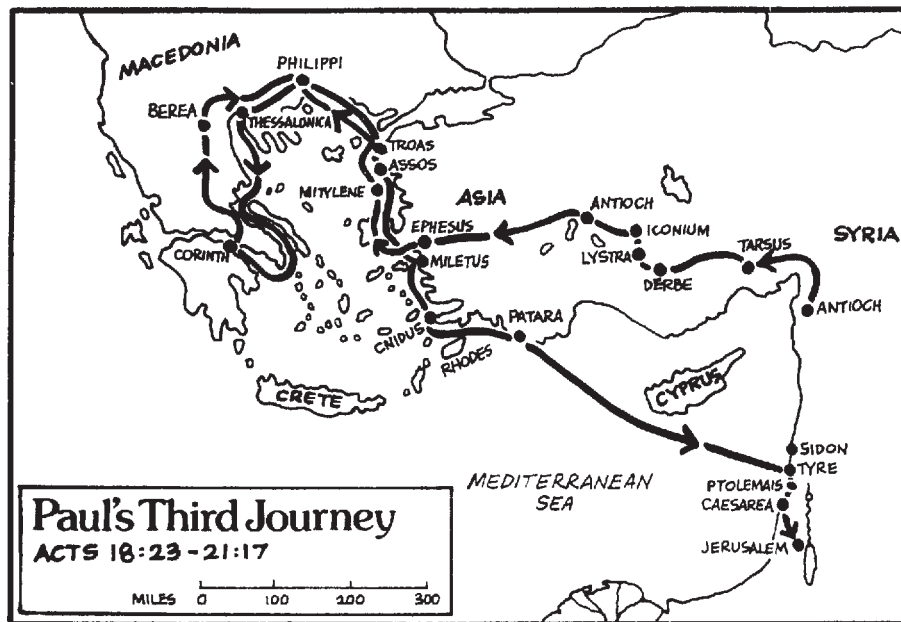 MACEDONIA
PHILIPPI
BEREA
THESSALONICA
TROAS
ASSOS
MITYLENE
ASIA
ANTIOCH
ICONIUM
SYRIA
EPHESUS
LYSTRA
TARSUS
CORINTH
MILETUS
DERBE
ANTIOCH
PATARA
CNIDUS
RHODES
CYPRUS
CRETE
SIDON
TYRE
MEDITERRANEAN
SEA
PTOLEMAIS
CAESAREA
JERUSALEM
Paul's Third Journey
ACTS 18:23-21:17
MILES 0 100 200 300